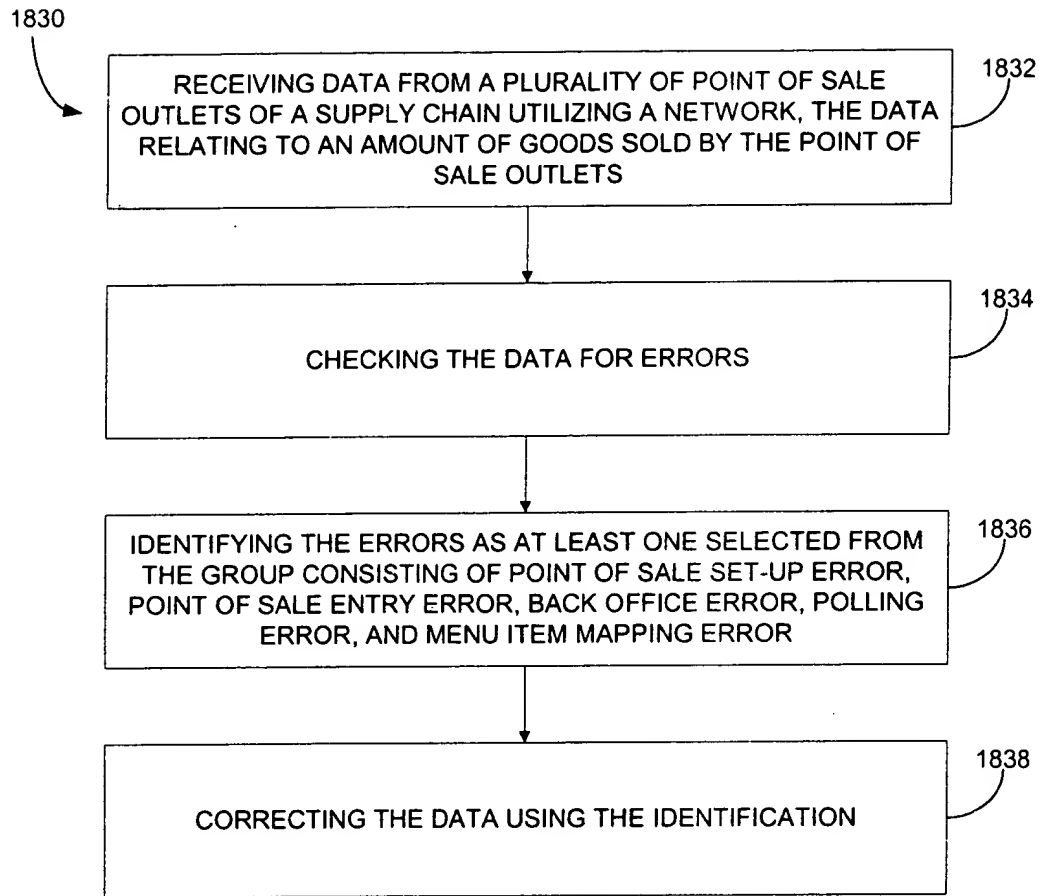 1830
RECEIVING DATA FROM A PLURALITY OF POINT OF SALE
OUTLETS OF A SUPPLY CHAIN UTILIZING A NETWORK, THE DATA
RELATING TO AN AMOUNT OF GOODS SOLD BY THE POINT OF
SALE OUTLETS
1832
CHECKING THE DATA FOR ERRORS
1834
IDENTIFYING THE ERRORS AS AT LEAST ONE SELECTED FROM
THE GROUP CONSISTING OF POINT OF SALE SET-UP ERROR,
POINT OF SALE ENTRY ERROR, BACK OFFICE ERROR, POLLING
ERROR, AND MENU ITEM MAPPING ERROR
1836
CORRECTING THE DATA USING THE IDENTIFICATION
1838